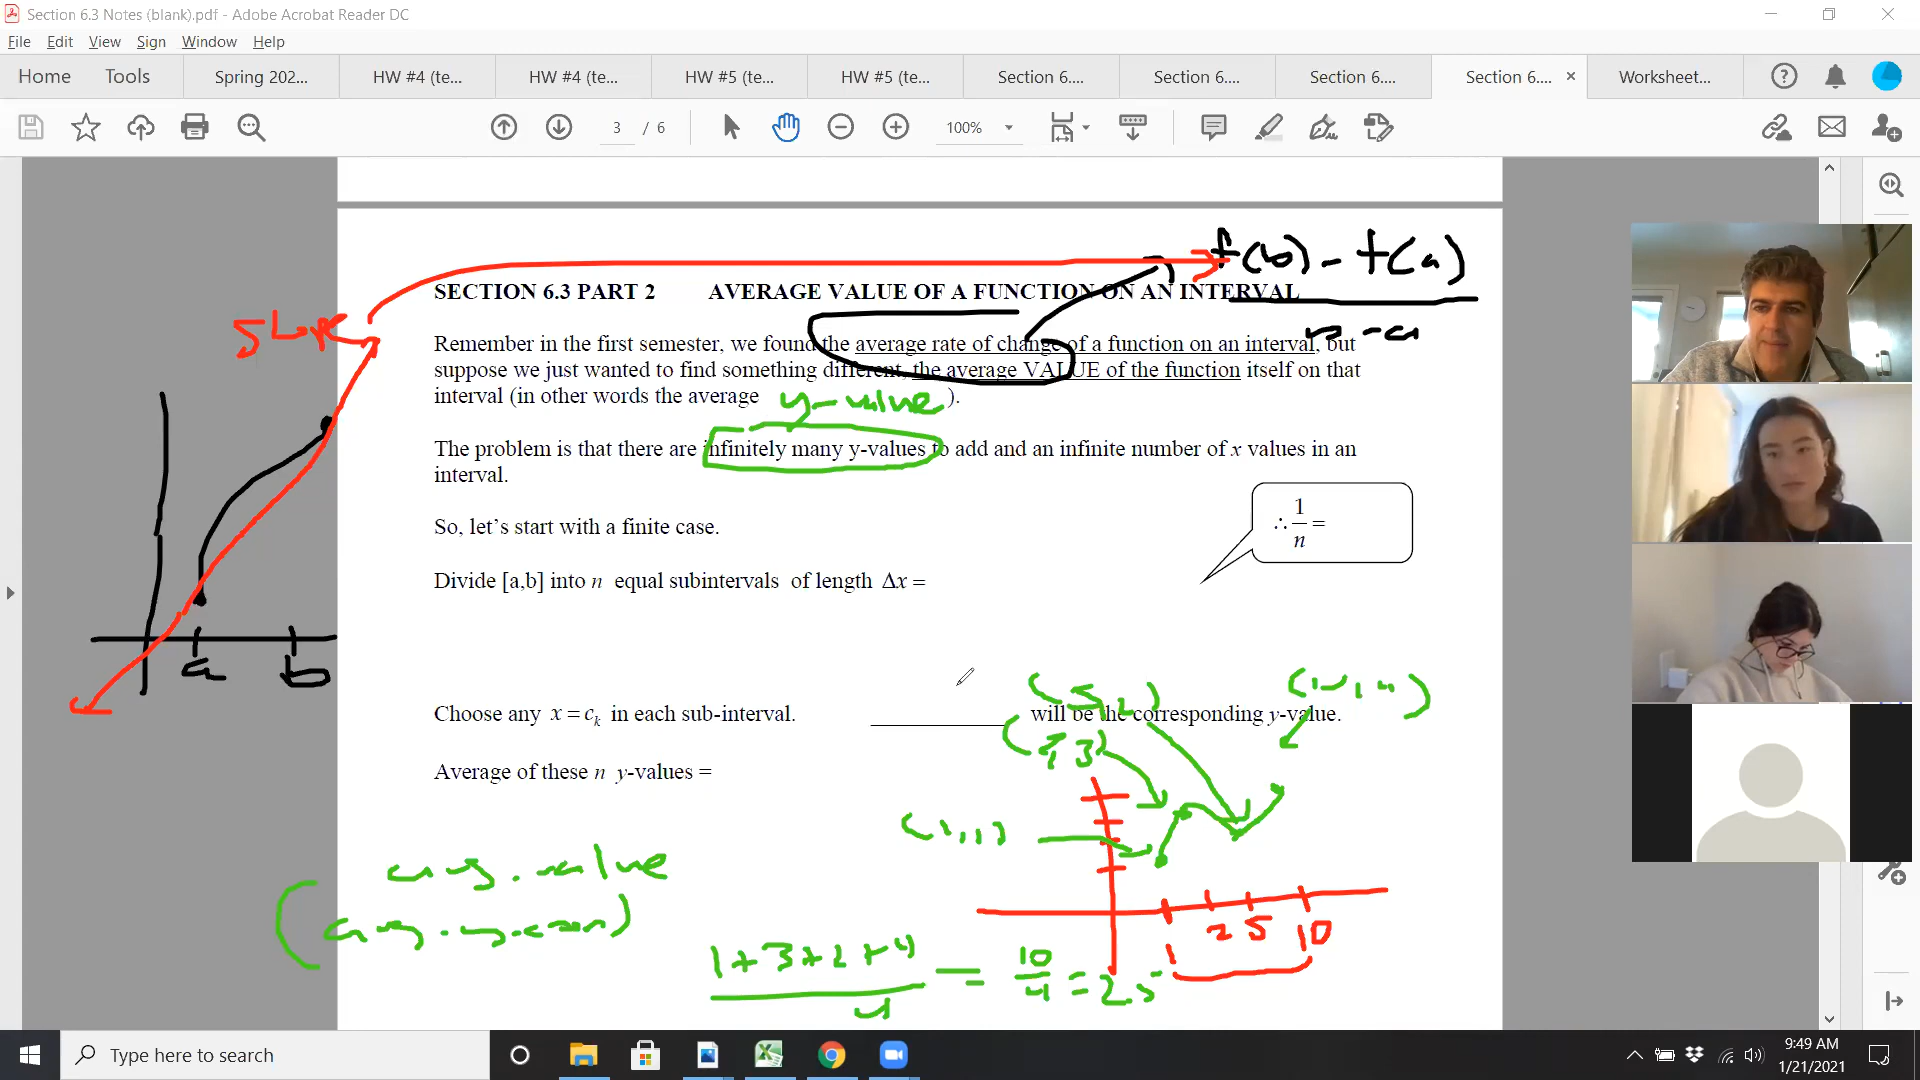 Section 6.3 Notes (blank).pdf - Adobe Acrobat Reader DC
File Edit View Sign Window Help
Home Tools Spring 202... HW #4 (te... HW #4 (te... HW #5 (te... HW #5 (te... Section 6.... Section 6.... Section 6.... Section 6.... × Worksheet...
3 / 6 100%
f(b) - f(a)
SECTION 6.3 PART 2 AVERAGE VALUE OF A FUNCTION ON AN INTERVAL
b - a
Slope
Remember in the first semester, we found the average rate of change of a function on an interval, but
suppose we just wanted to find something different, the average VALUE of the function itself on that
interval (in other words the average y-value ).
The problem is that there are infinitely many y-values to add and an infinite number of x values in an
interval.
∴ 1/n =
So, let's start with a finite case.
Divide [a,b] into n equal subintervals of length Δx =
a b
(5,2)
Choose any x = cₖ in each sub-interval. ____________ will be the corresponding y-value.
Average of these n y-values =
(1,1)
avg. value
2 5 10
1+3+2+4
4
= 10/4 = 2.5
Type here to search
9:49 AM
1/21/2021